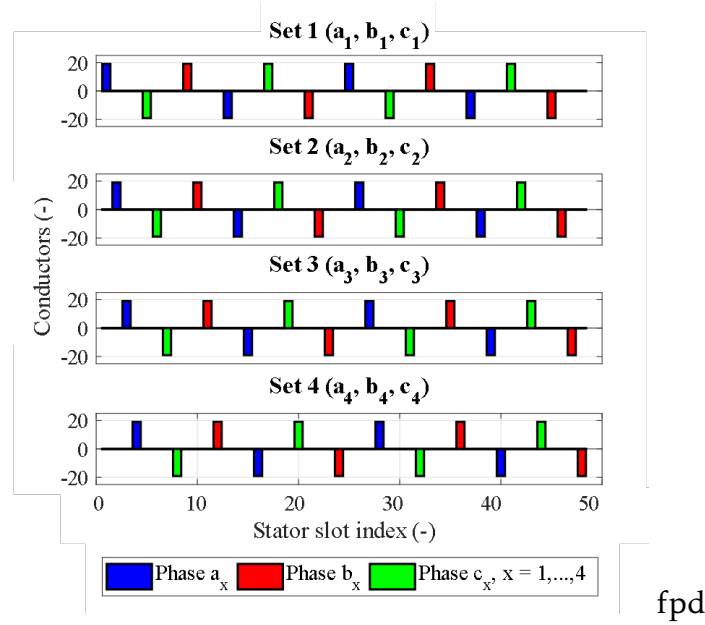 Set 1 (a1, b1, c1)
20
0
-20
Set 2 (a2, b2, c2)
20
0
-20
Set 3 (a3, b3, c3)
20
0
-20
Set 4 (a4, b4, c4)
20
0
-20
0 10 20 30 40 50
Conductors (-)
Stator slot index (-)
Phase ax Phase bx Phase cx, x = 1,...,4
fpd